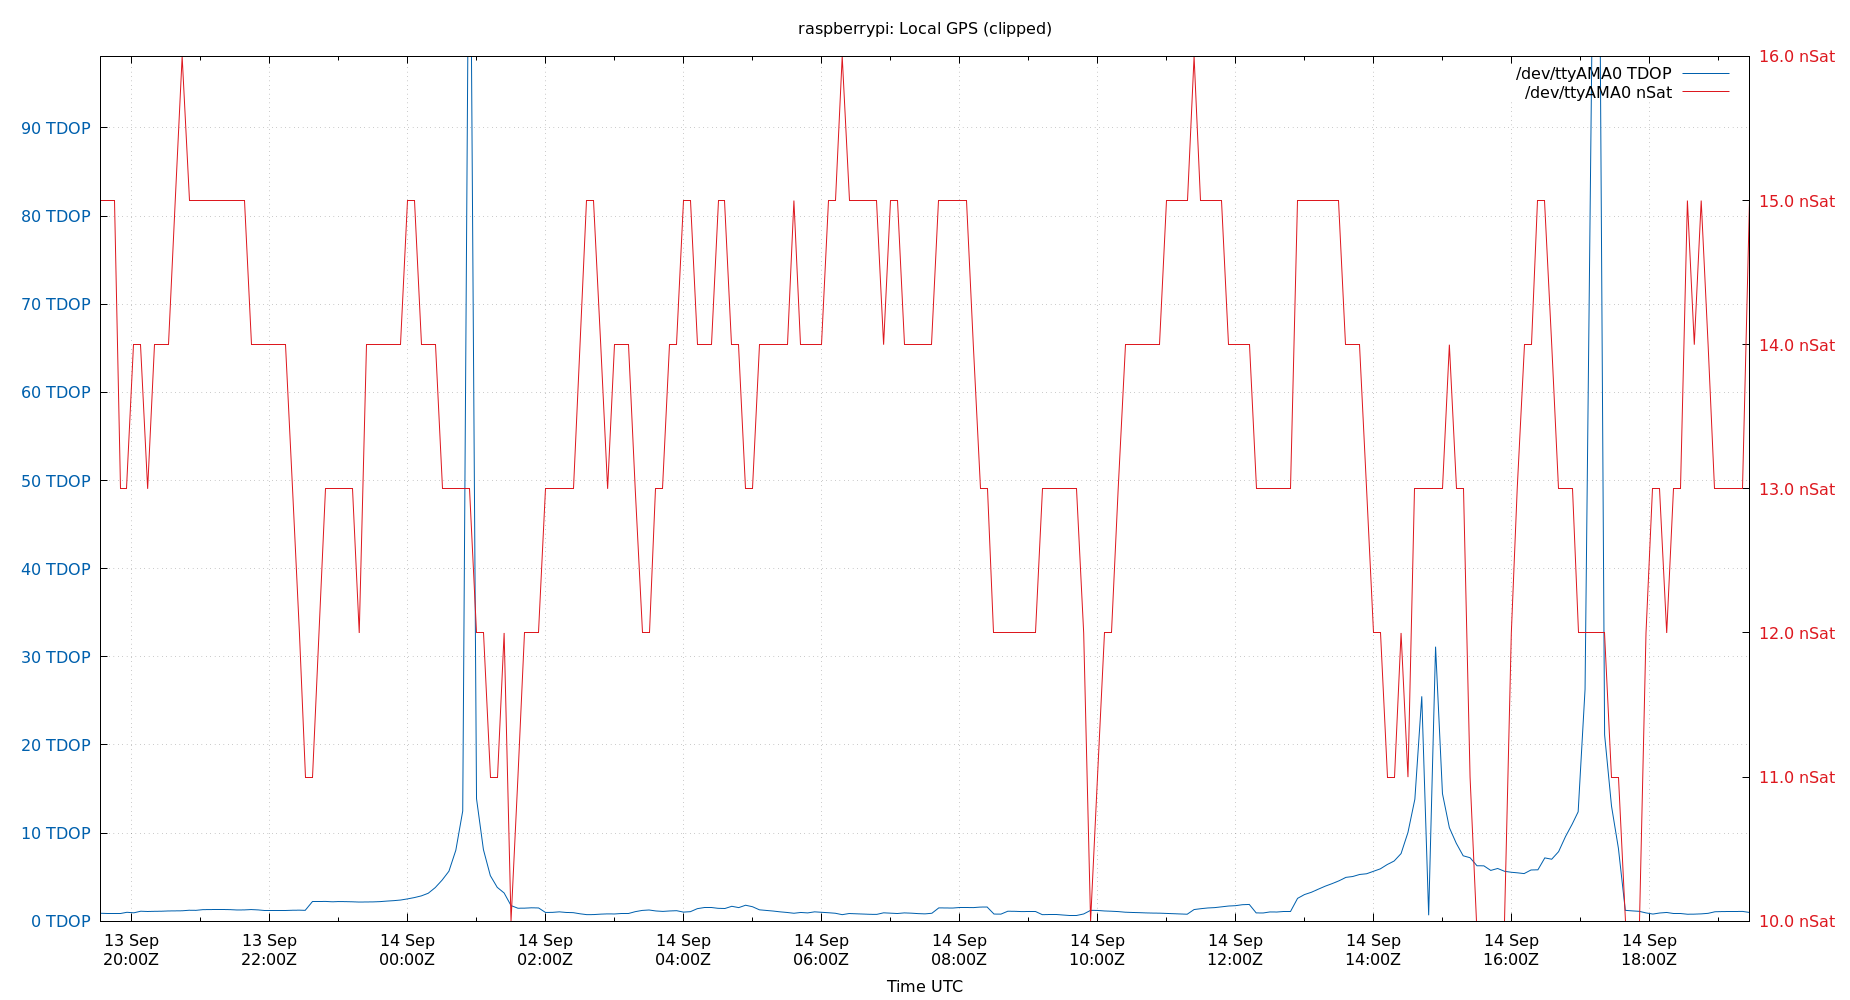 raspberrypi: Local GPS (clipped)
/dev/ttyAMA0 TDOP
/dev/ttyAMA0 nSat
90 TDOP
80 TDOP
70 TDOP
60 TDOP
50 TDOP
40 TDOP
30 TDOP
20 TDOP
10 TDOP
0 TDOP
16.0 nSat
15.0 nSat
14.0 nSat
13.0 nSat
12.0 nSat
11.0 nSat
10.0 nSat
13 Sep
20:00Z
13 Sep
22:00Z
14 Sep
00:00Z
14 Sep
02:00Z
14 Sep
04:00Z
14 Sep
06:00Z
14 Sep
08:00Z
14 Sep
10:00Z
14 Sep
12:00Z
14 Sep
14:00Z
14 Sep
16:00Z
14 Sep
18:00Z
Time UTC